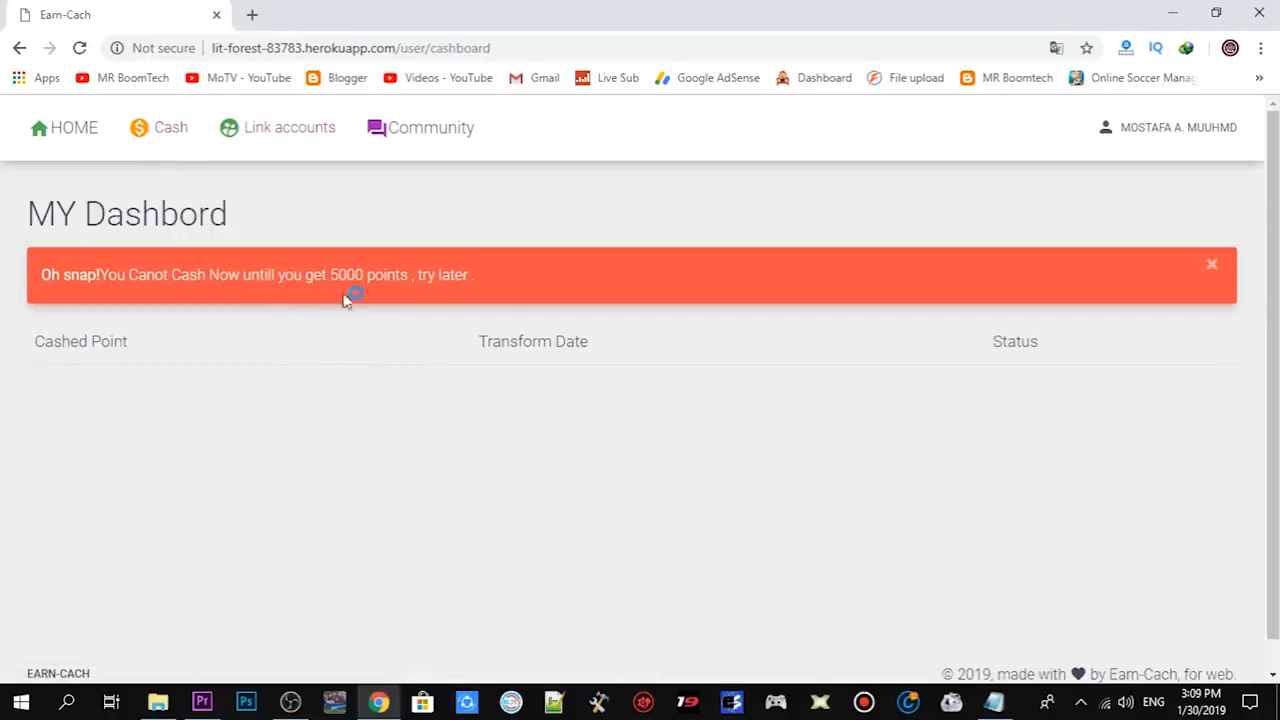 Earn-Cach
Not secure lit-forest-83783.herokuapp.com/user/cashboard
Apps MR BoomTech MoTV - YouTube Blogger Videos - YouTube Gmail Live Sub Google AdSense Dashboard File upload MR Boomtech Online Soccer Manag »
HOME Cash Link accounts Community MOSTAFA A. MUUHMD
MY Dashbord
Oh snap!You Canot Cash Now untill you get 5000 points , try later .
Cashed Point Transform Date Status
EARN-CACH © 2019, made with by Earn-Cach, for web.
Pr Ps 19 ENG 3:09 PM
1/30/2019